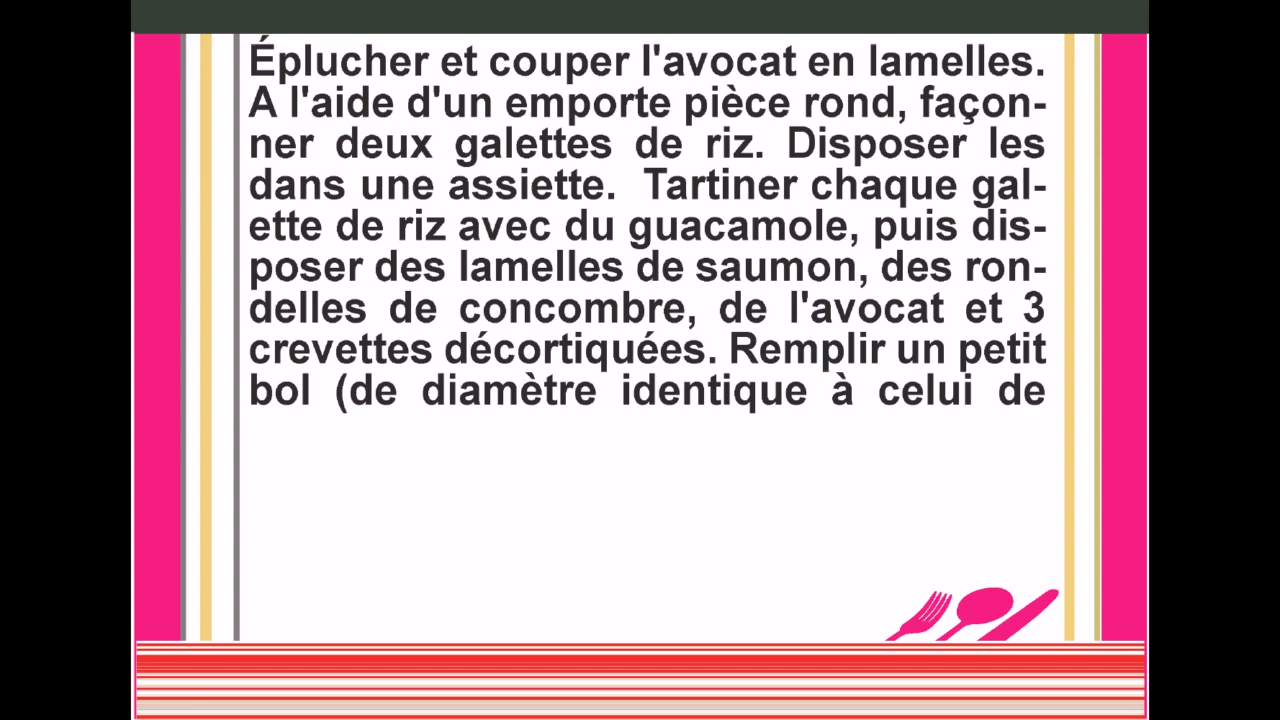 Éplucher et couper l'avocat en lamelles.
A l'aide d'un emporte pièce rond, façon-
ner deux galettes de riz. Disposer les
dans une assiette. Tartiner chaque gal-
ette de riz avec du guacamole, puis dis-
poser des lamelles de saumon, des ron-
delles de concombre, de l'avocat et 3
crevettes décortiquées. Remplir un petit
bol (de diamètre identique à celui de